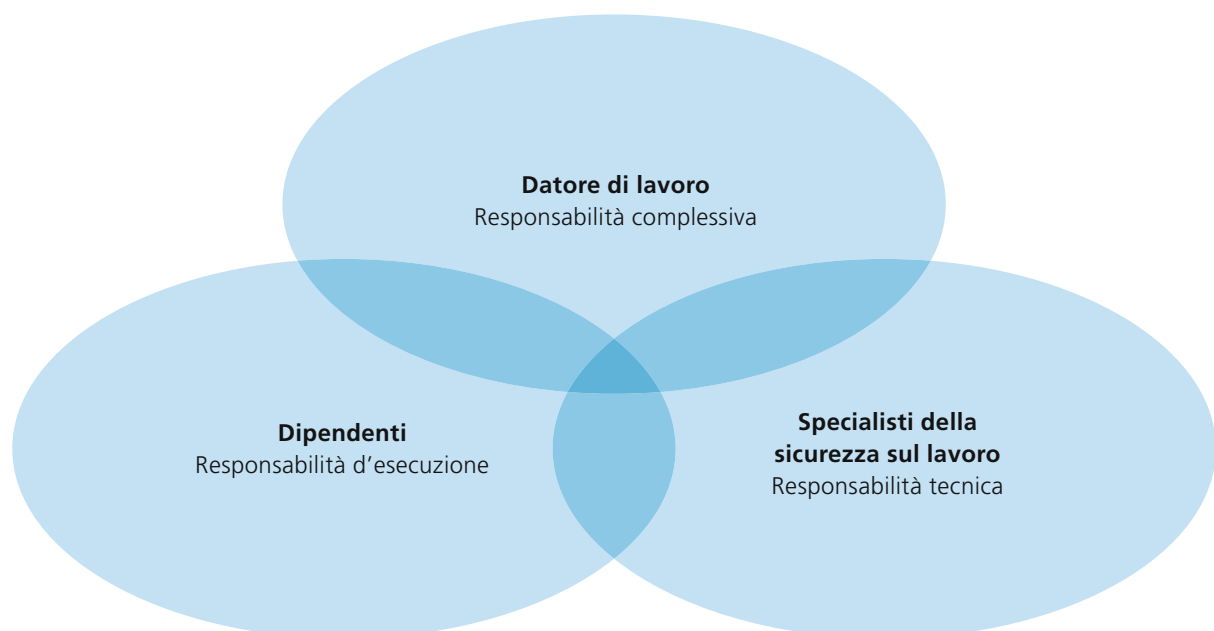 Datore di lavoro
Responsabilità complessiva
Dipendenti
Responsabilità d’esecuzione
Specialisti della
sicurezza sul lavoro
Responsabilità tecnica